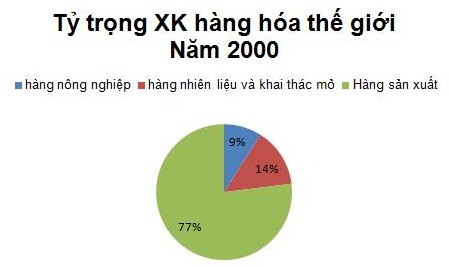 Tỷ trọng XK hàng hóa thế giới
Năm 2000
hàng nông nghiệp hàng nhiên liệu và khai thác mỏ Hàng sản xuất
9%
14%
77%